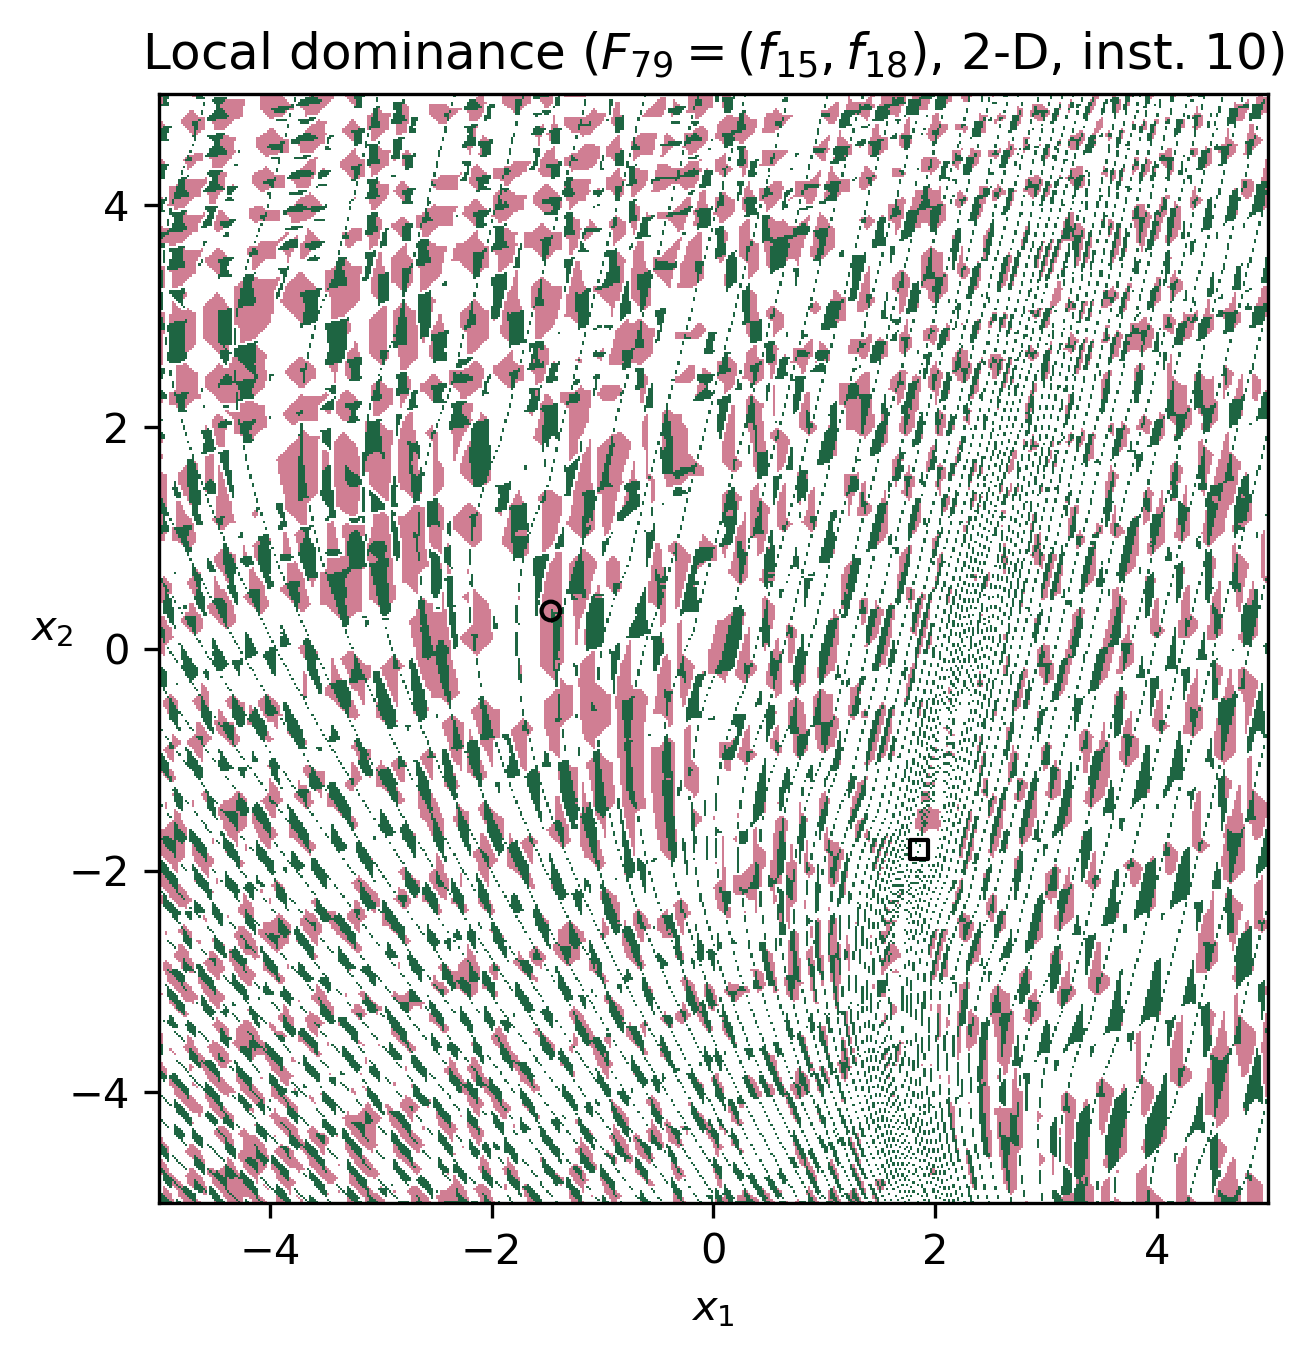 Local dominance (F₇₉ = (f₁₅, f₁₈), 2-D, inst. 10)
4
2
x₂
0
−2
−4
−4 −2 0 2 4
x₁